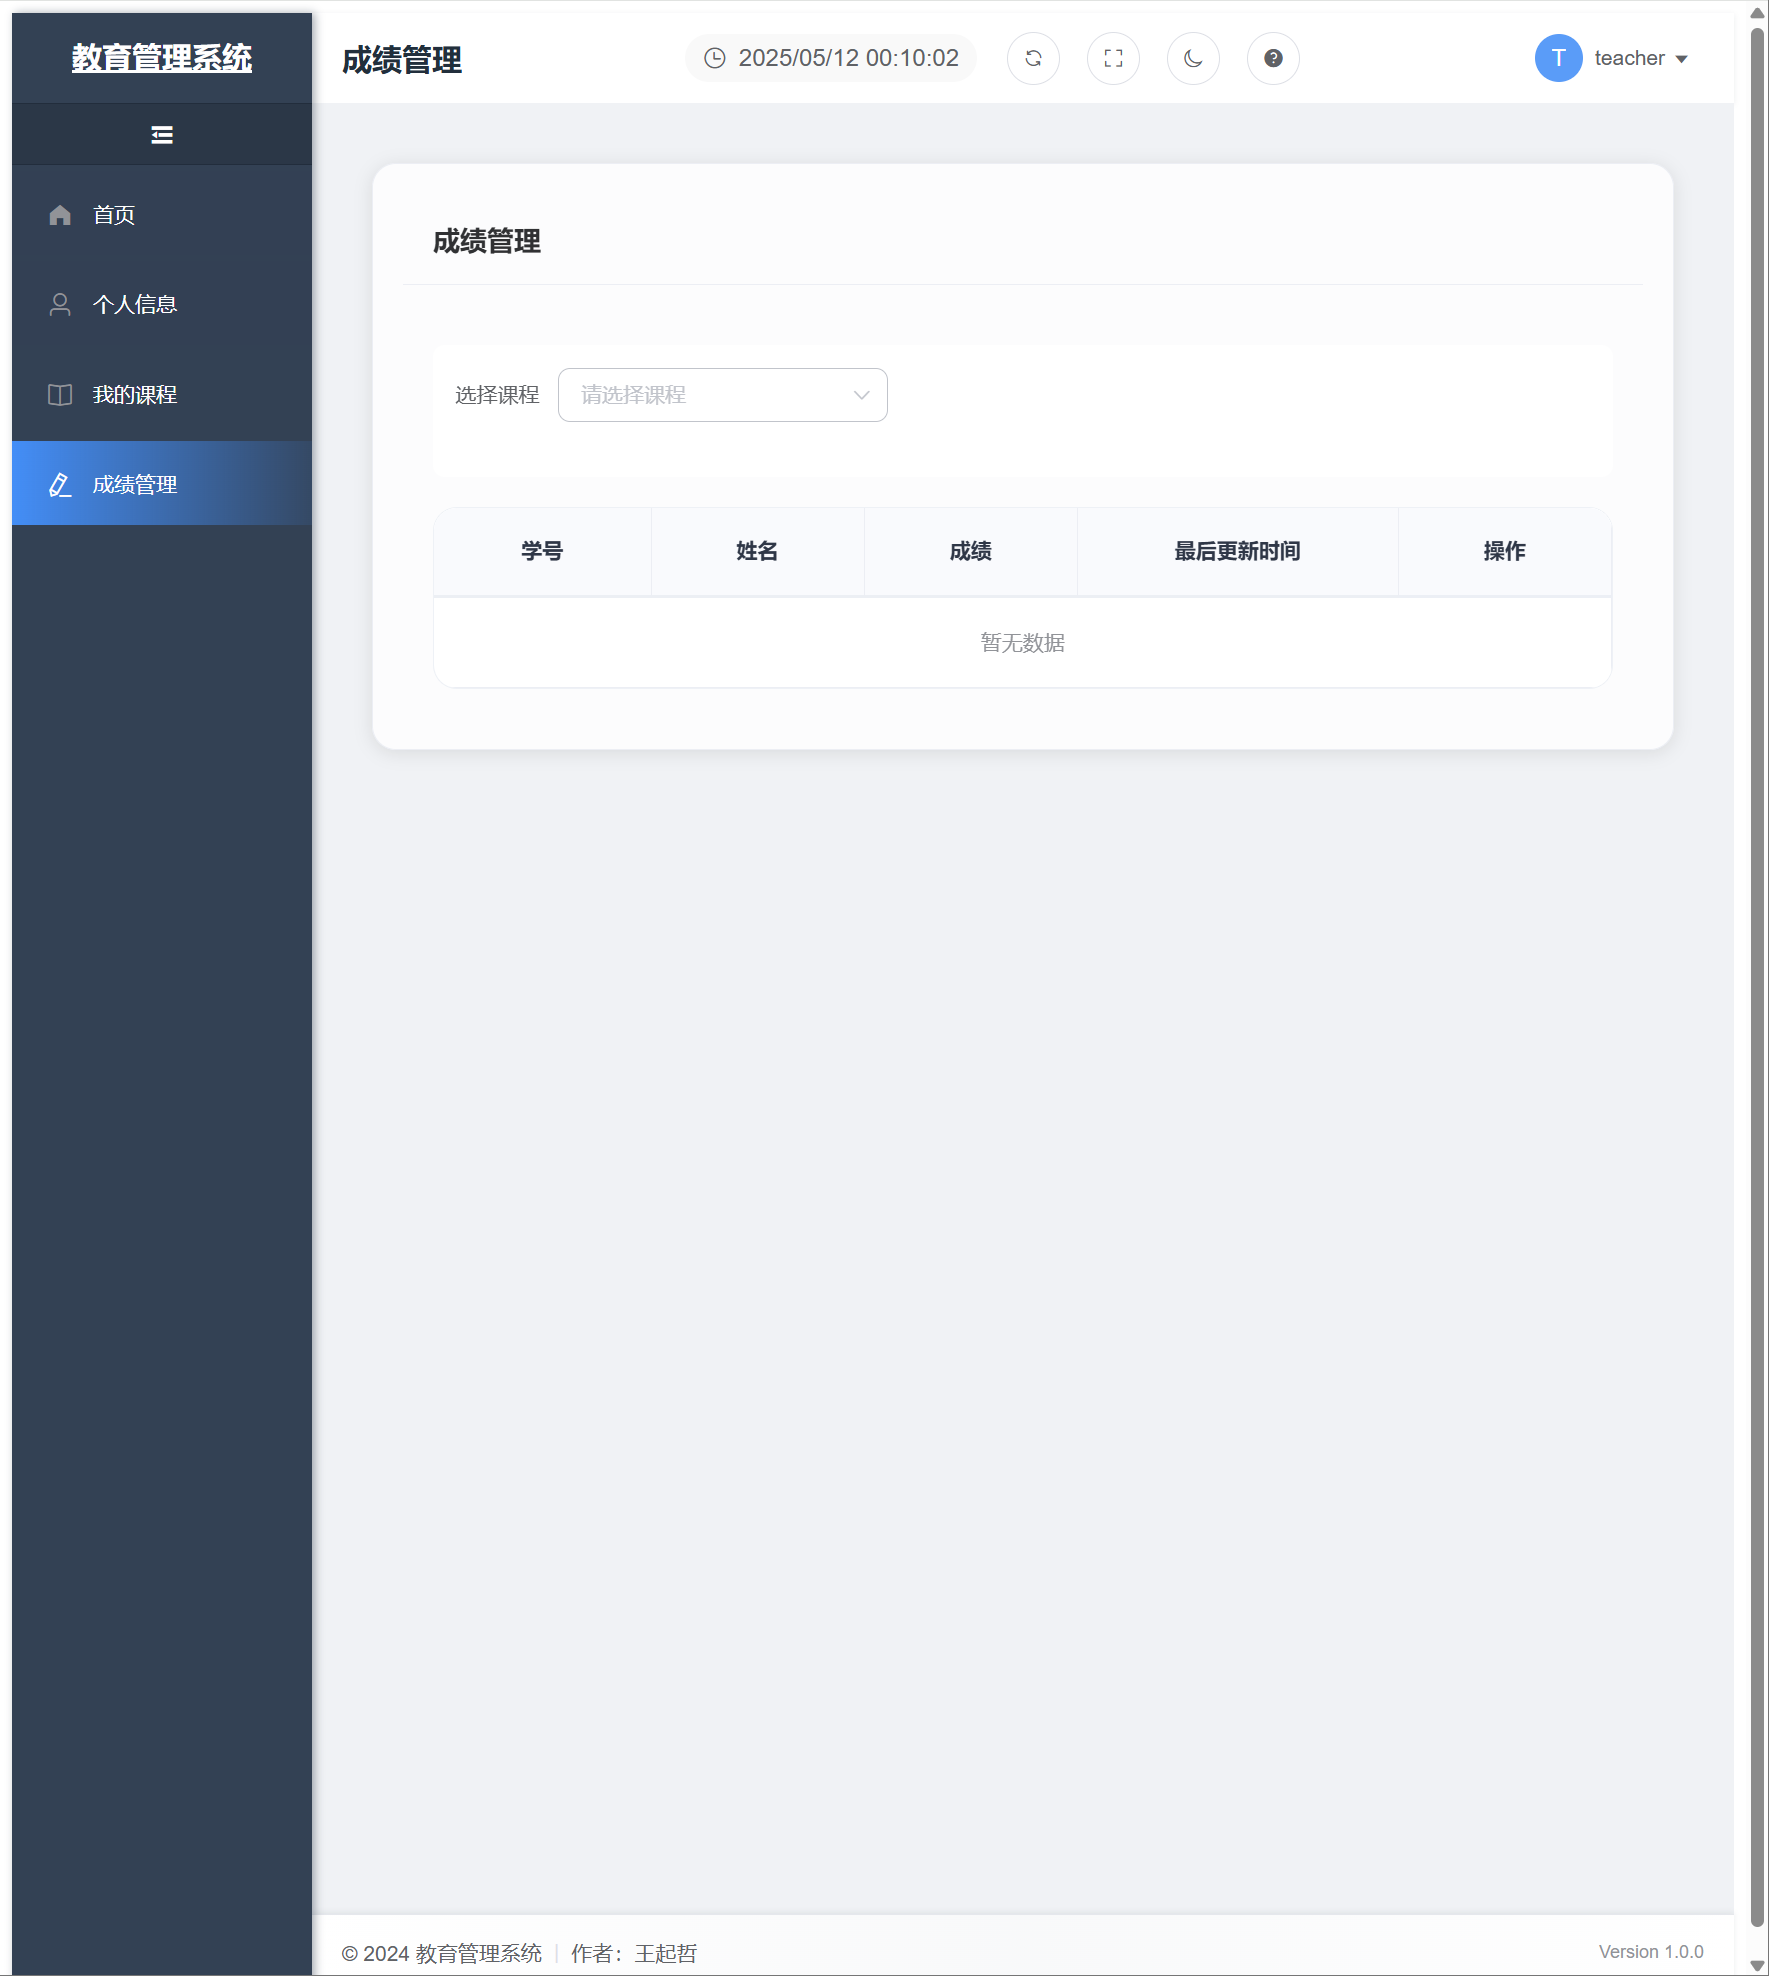 教育管理系统
成绩管理
2025/05/12 00:10:02
T
teacher
首页
个人信息
我的课程
成绩管理
成绩管理
选择课程
请选择课程
学号 姓名 成绩 最后更新时间 操作
暂无数据
© 2024 教育管理系统 | 作者：王起哲
Version 1.0.0